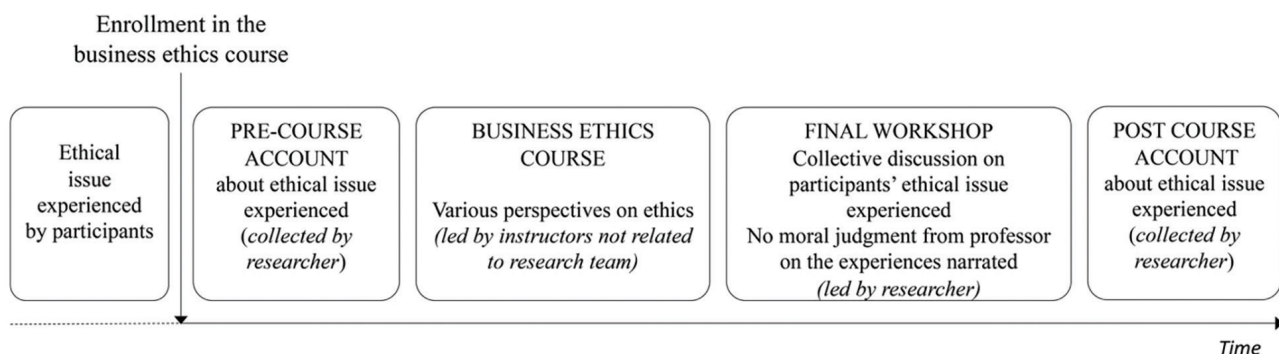 Enrollment in the
business ethics course
Ethical
issue
experienced
by participants
PRE-COURSE
ACCOUNT
about ethical issue
experienced
(collected by
researcher)
BUSINESS ETHICS
COURSE
Various perspectives on ethics
(led by instructors not related
to research team)
FINAL WORKSHOP
Collective discussion on
participants’ ethical issue
experienced
No moral judgment from professor
on the experiences narrated
(led by researcher)
POST COURSE
ACCOUNT
about ethical issue
experienced
(collected by
researcher)
Time